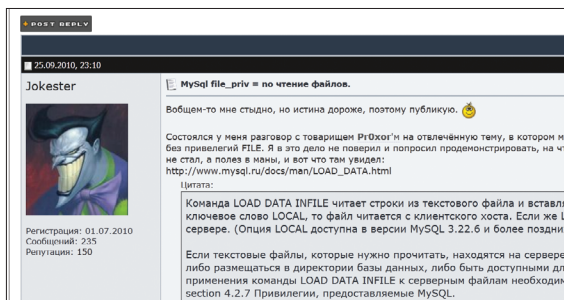 POST REPLY
25.09.2010, 23:10
Jokester
MySql file_priv = no чтение файлов.
Вобщем-то мне стыдно, но истина дороже, поэтому публикую.
Состоялся у меня разговор с товарищем Pr0xor'м на отвлечённую тему, в котором
без привелегий FILE. Я в это дело не поверил и попросил продемонстрировать, на
не стал, а полез в маны, и вот что там увидел:
http://www.mysql.ru/docs/man/LOAD_DATA.html
Цитата:
Команда LOAD DATA INFILE читает строки из текстового файла и
ключевое слово LOCAL, то файл читается с клиентского хоста. Если же
сервере. (Опция LOCAL доступна в версии MySQL 3.22.6 и более
Регистрация: 01.07.2010
Сообщений: 235
Репутация: 150
Если текстовые файлы, которые нужно прочитать, находятся на сервере
либо размещаться в директории базы данных, либо быть доступными
применения команды LOAD DATA INFILE к серверным файлам
section 4.2.7 Привилегии, предоставляемые MySQL.